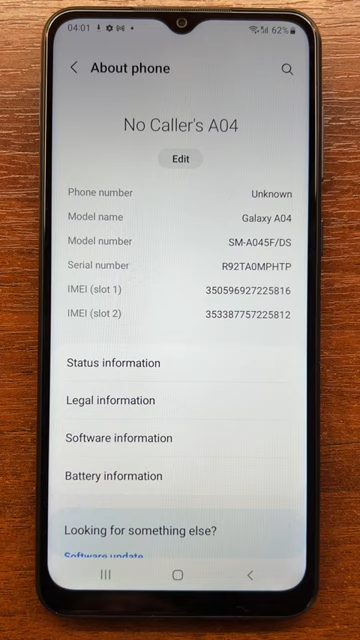 04:01 62%
About phone
No Caller's A04
Edit
Phone number Unknown
Model name Galaxy A04
Model number SM-A045F/DS
Serial number R92TA0MPHTP
IMEI (slot 1) 350596927225816
IMEI (slot 2) 353387757225812
Status information
Legal information
Software information
Battery information
Looking for something else?
Software update